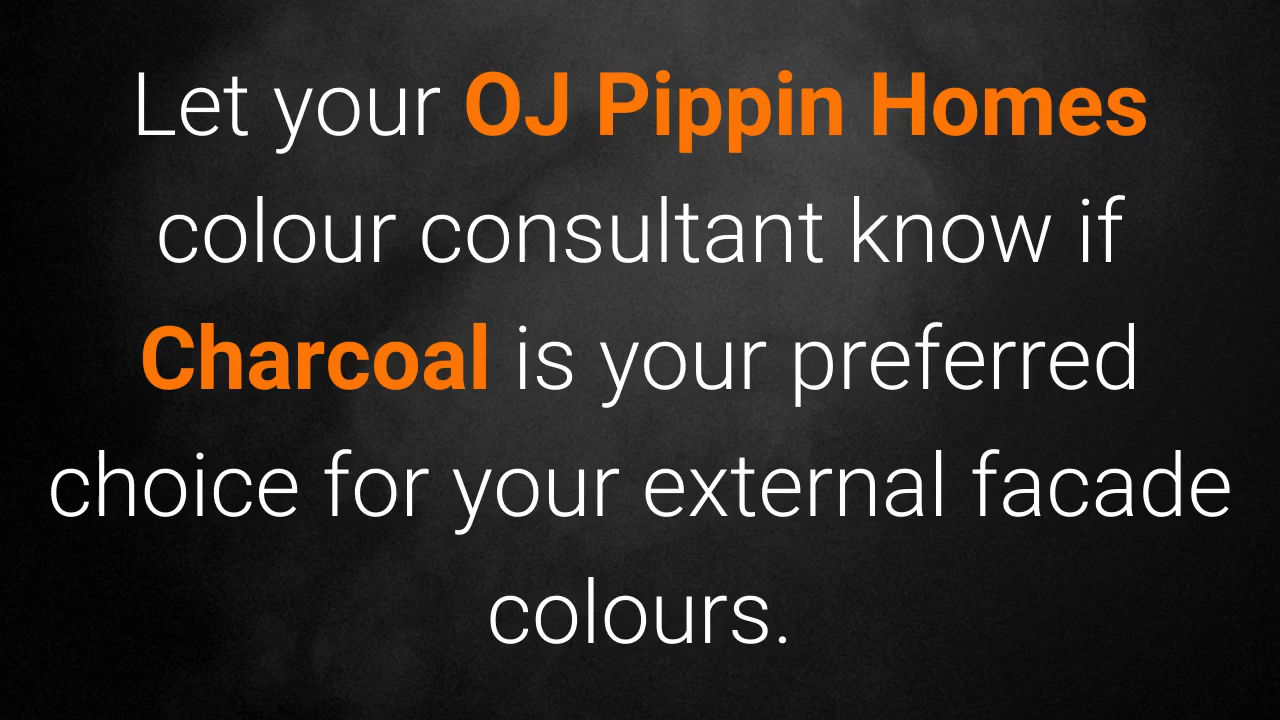 Let your OJ Pippin Homes
colour consultant know if
Charcoal is your preferred
choice for your external facade
colours.